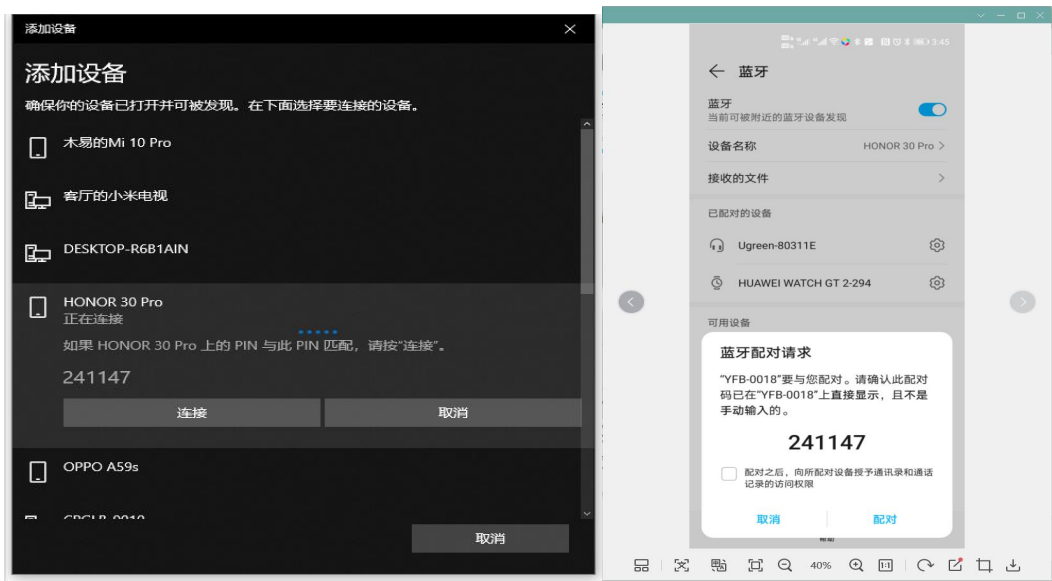 添加设备
添加设备
确保你的设备已打开并可被发现。在下面选择要连接的设备。
木易的Mi 10 Pro
客厅的小米电视
DESKTOP-R6B1AIN
HONOR 30 Pro
正在连接
如果 HONOR 30 Pro 上的 PIN 与此 PIN 匹配，请按"连接"。
241147
连接
取消
OPPO A59s
取消
3:45
蓝牙
蓝牙
当前可被附近的蓝牙设备发现
设备名称
HONOR 30 Pro
接收的文件
已配对的设备
Ugreen-80311E
HUAWEI WATCH GT 2-294
可用设备
蓝牙配对请求
"YFB-0018"要与您配对。请确认此配对
码已在"YFB-0018"上直接显示，且不是
手动输入的。
241147
配对之后，向所配对设备授予通讯录和通话
记录的访问权限
取消
配对
40%
1:1